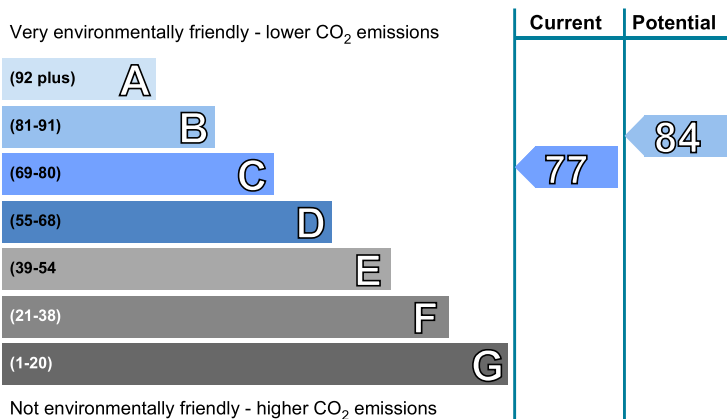 Current Potential
Very environmentally friendly - lower CO2 emissions
(92 plus) A
(81-91) B
84
(69-80) C
77
(55-68) D
(39-54 E
(21-38) F
(1-20) G
Not environmentally friendly - higher CO2 emissions